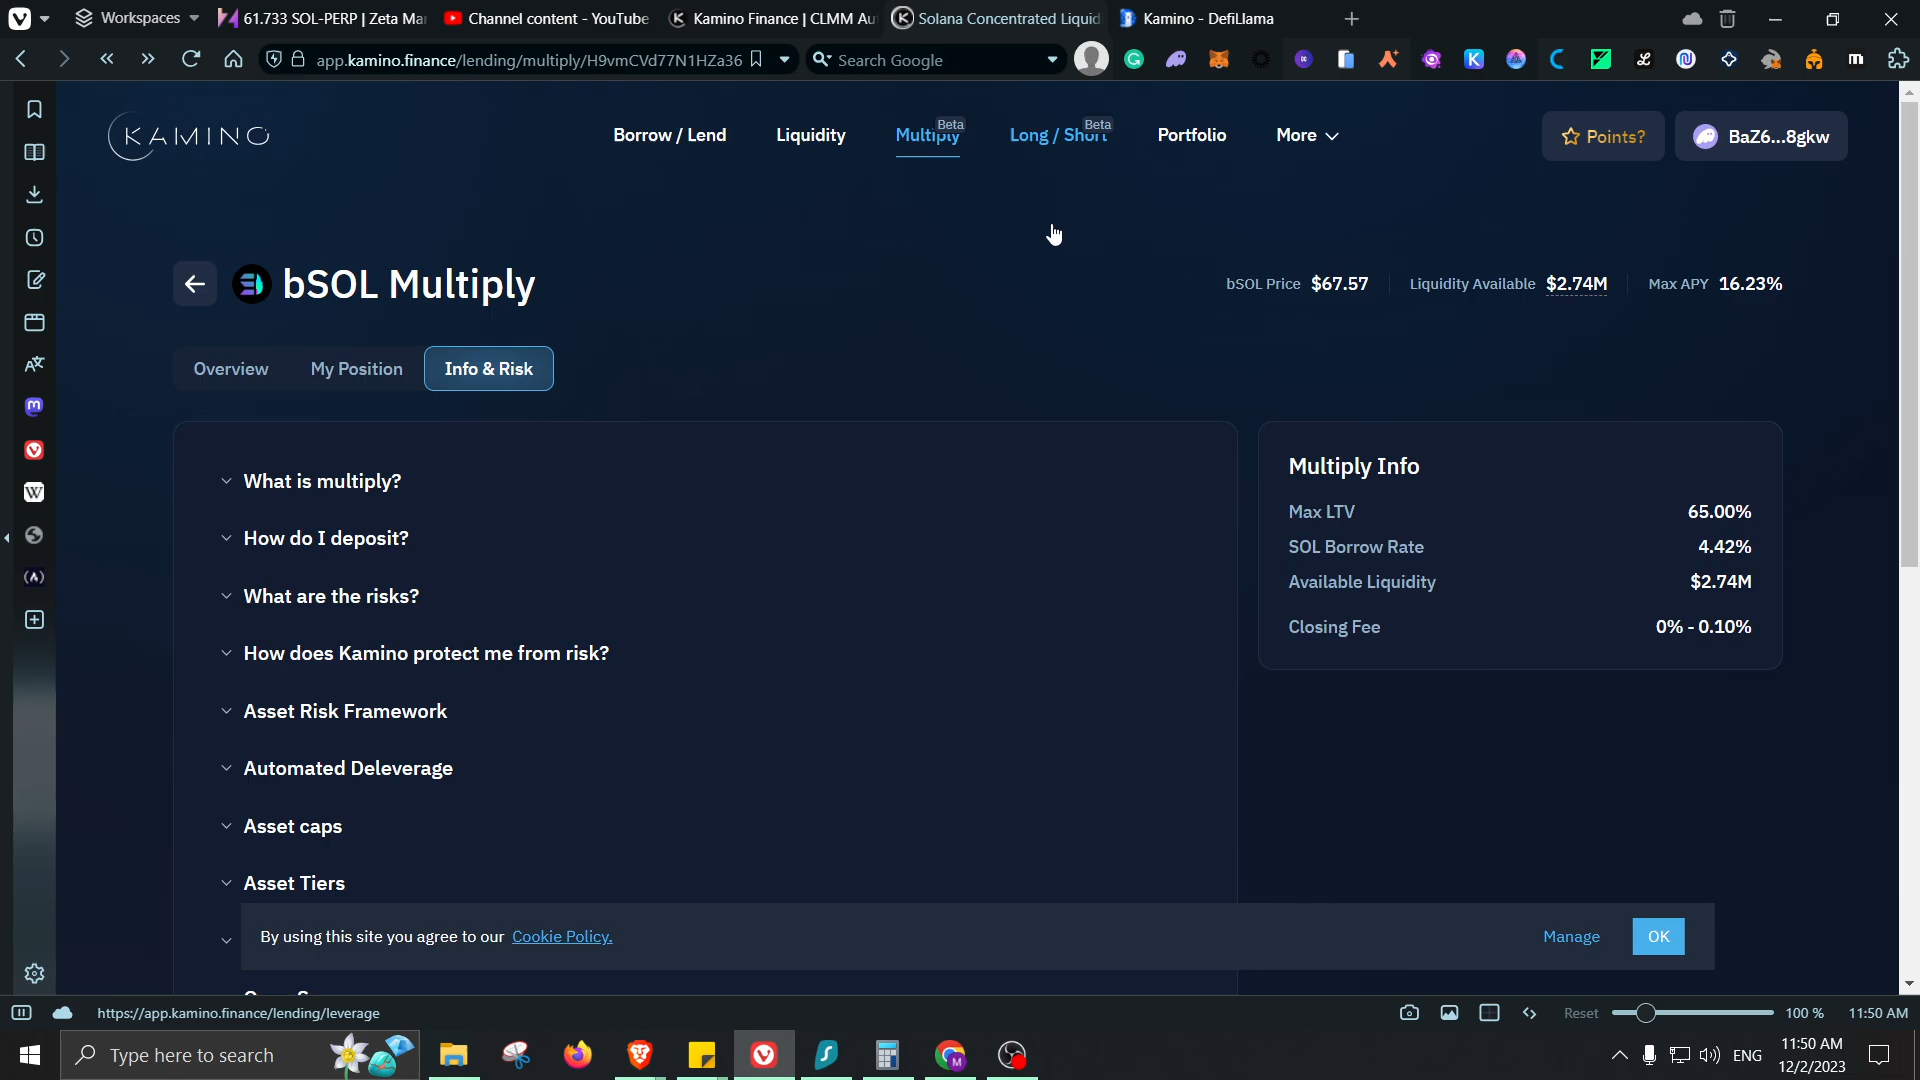 Workspaces
61.733 SOL-PERP | Zeta Mar
Channel content - YouTube
Kamino Finance | CLMM Au
Solana Concentrated Liquid
Kamino - DefiLlama
app.kamino.finance/lending/multiply/H9vmCVd77N1HZa36
Search Google
KAMINO
Borrow / Lend
Liquidity
Multiply
Beta
Long / Short
Beta
Portfolio
More
Points?
BaZ6...8gkw
bSOL Multiply
bSOL Price $67.57
Liquidity Available $2.74M
Max APY 16.23%
Overview
My Position
Info & Risk
What is multiply?
How do I deposit?
What are the risks?
How does Kamino protect me from risk?
Asset Risk Framework
Automated Deleverage
Asset caps
Asset Tiers
Multiply Info
Max LTV 65.00%
SOL Borrow Rate 4.42%
Available Liquidity $2.74M
Closing Fee 0% - 0.10%
By using this site you agree to our Cookie Policy.
Manage
OK
https://app.kamino.finance/lending/leverage
Reset
100 %
11:50 AM
Type here to search
ENG
11:50 AM
12/2/2023